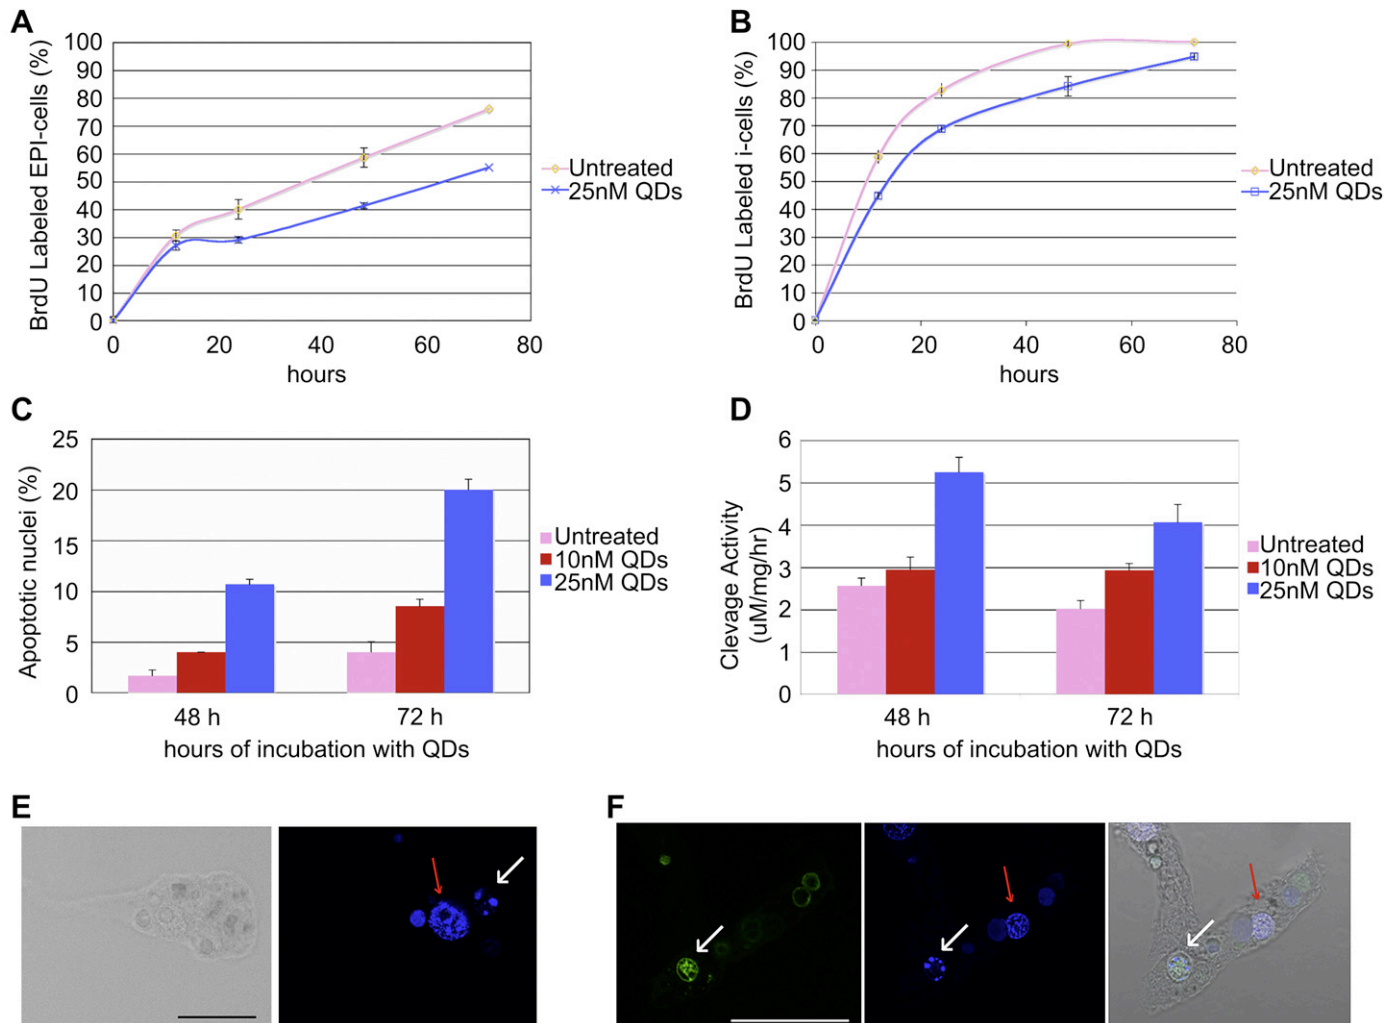 A
BrdU Labeled EPI-cells (%)
100
90
80
70
60
50
40
30
20
10
0
0 20 40 60 80
hours
Untreated
25nM QDs
B
BrdU Labeled i-cells (%)
100
90
80
70
60
50
40
30
20
10
0
0 20 40 60 80
hours
Untreated
25nM QDs
C
Apoptotic nuclei (%)
25
20
15
10
5
0
48 h 72 h
hours of incubation with QDs
Untreated
10nM QDs
25nM QDs
D
Clevage Activity
(uM/mg/hr)
6
5
4
3
2
1
0
48 h 72 h
hours of incubation with QDs
Untreated
10nM QDs
25nM QDs
E
F